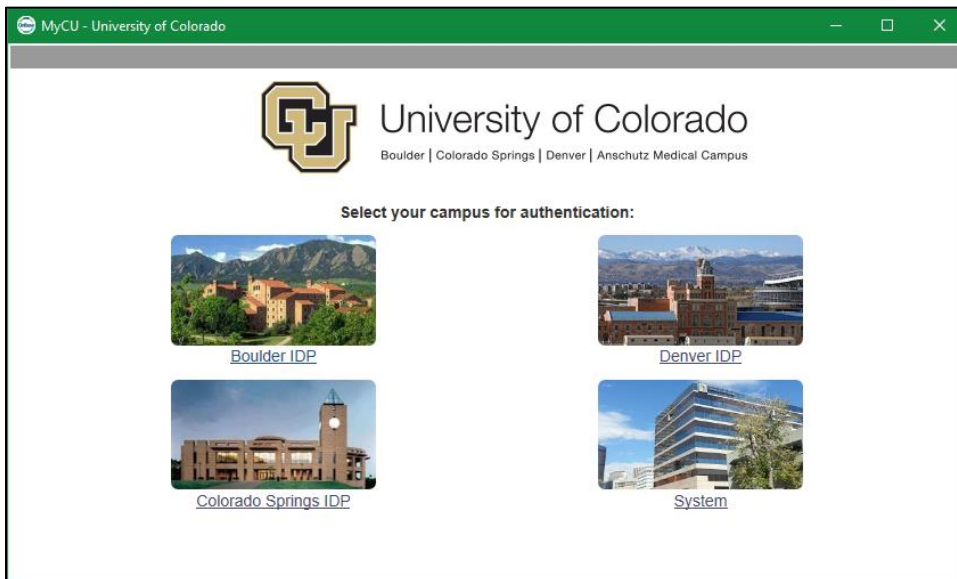 MyCU - University of Colorado
CU
University of Colorado
Boulder | Colorado Springs | Denver | Anschutz Medical Campus
Select your campus for authentication:
Boulder IDP
Denver IDP
Colorado Springs IDP
System